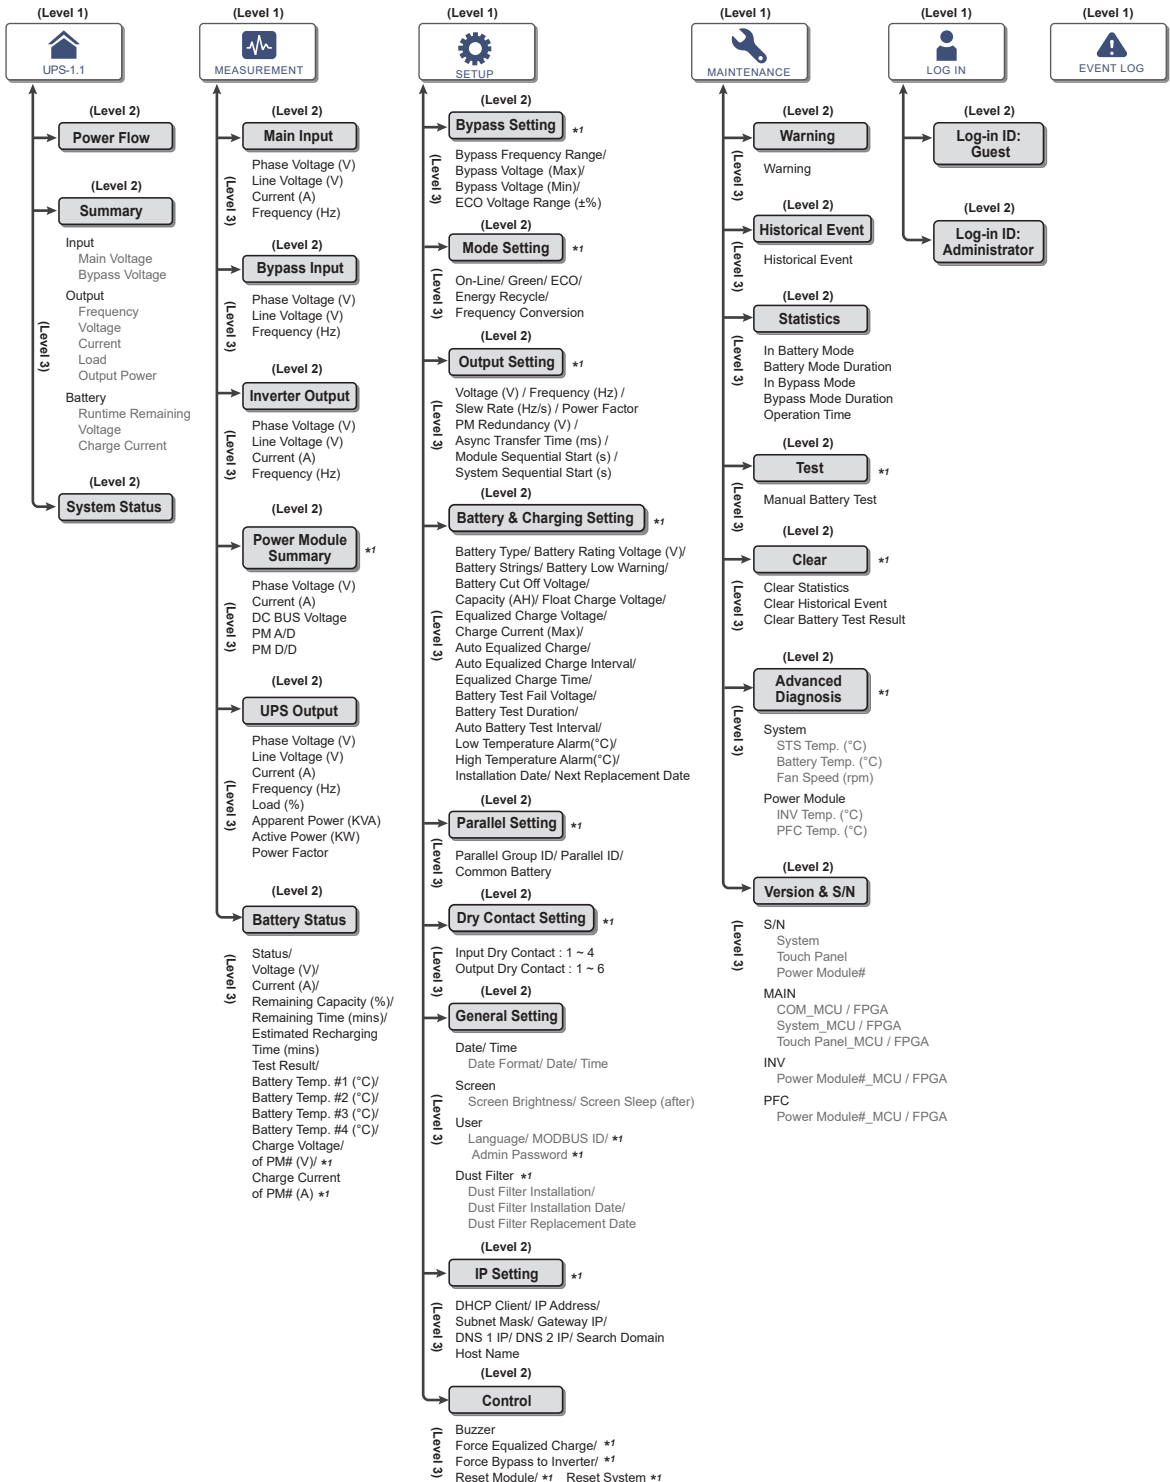 (Level 1)
UPS-1.1
(Level 2)
Power Flow
(Level 2)
Summary
(Level 3)
Input
Main Voltage
Bypass Voltage
Output
Frequency
Voltage
Current
Load
Output Power
Battery
Runtime Remaining
Voltage
Charge Current
(Level 2)
System Status
(Level 1)
MEASUREMENT
(Level 2)
Main Input
(Level 3)
Phase Voltage (V)
Line Voltage (V)
Current (A)
Frequency (Hz)
(Level 2)
Bypass Input
(Level 3)
Phase Voltage (V)
Line Voltage (V)
Frequency (Hz)
(Level 2)
Inverter Output
(Level 3)
Phase Voltage (V)
Line Voltage (V)
Current (A)
Frequency (Hz)
(Level 2)
Power Module
Summary *1
(Level 3)
Phase Voltage (V)
Current (A)
DC BUS Voltage
PM A/D
PM D/D
(Level 2)
UPS Output
(Level 3)
Phase Voltage (V)
Line Voltage (V)
Current (A)
Frequency (Hz)
Load (%)
Apparent Power (KVA)
Active Power (KW)
Power Factor
(Level 2)
Battery Status
(Level 3)
Status/
Voltage (V)/
Current (A)/
Remaining Capacity (%)/
Remaining Time (mins)/
Estimated Recharging
Time (mins)
Test Result/
Battery Temp. #1 (°C)/
Battery Temp. #2 (°C)/
Battery Temp. #3 (°C)/
Battery Temp. #4 (°C)/
Charge Voltage/
of PM# (V)/ *1
Charge Current
of PM# (A) *1
(Level 1)
SETUP
(Level 2)
Bypass Setting *1
(Level 3)
Bypass Frequency Range/
Bypass Voltage (Max)/
Bypass Voltage (Min)/
ECO Voltage Range (±%)
(Level 2)
Mode Setting *1
(Level 3)
On-Line/ Green/ ECO/
Energy Recycle/
Frequency Conversion
(Level 2)
Output Setting *1
(Level 3)
Voltage (V) / Frequency (Hz) /
Slew Rate (Hz/s) / Power Factor
PM Redundancy (V) /
Async Transfer Time (ms) /
Module Sequential Start (s) /
System Sequential Start (s)
(Level 2)
Battery & Charging Setting *1
(Level 3)
Battery Type/ Battery Rating Voltage (V)/
Battery Strings/ Battery Low Warning/
Battery Cut Off Voltage/
Capacity (AH)/ Float Charge Voltage/
Equalized Charge Voltage/
Charge Current (Max)/
Auto Equalized Charge/
Auto Equalized Charge Interval/
Equalized Charge Time/
Battery Test Fail Voltage/
Battery Test Duration/
Auto Battery Test Interval/
Low Temperature Alarm(°C)/
High Temperature Alarm(°C)/
Installation Date/ Next Replacement Date
(Level 2)
Parallel Setting *1
(Level 3)
Parallel Group ID/ Parallel ID/
Common Battery
(Level 2)
Dry Contact Setting *1
(Level 3)
Input Dry Contact : 1 ~ 4
Output Dry Contact : 1 ~ 6
(Level 2)
General Setting
(Level 3)
Date/ Time
Date Format/ Date/ Time
Screen
Screen Brightness/ Screen Sleep (after)
User
Language/ MODBUS ID/ *1
Admin Password *1
Dust Filter *1
Dust Filter Installation/
Dust Filter Installation Date/
Dust Filter Replacement Date
(Level 2)
IP Setting *1
(Level 3)
DHCP Client/ IP Address/
Subnet Mask/ Gateway IP/
DNS 1 IP/ DNS 2 IP/ Search Domain
Host Name
(Level 2)
Control
(Level 3)
Buzzer
Force Equalized Charge/ *1
Force Bypass to Inverter/ *1
Reset Module/ *1 Reset System *1
(Level 1)
MAINTENANCE
(Level 2)
Warning
(Level 3)
Warning
(Level 2)
Historical Event
(Level 3)
Historical Event
(Level 2)
Statistics
(Level 3)
In Battery Mode
Battery Mode Duration
In Bypass Mode
Bypass Mode Duration
Operation Time
(Level 2)
Test *1
(Level 3)
Manual Battery Test
(Level 2)
Clear *1
(Level 3)
Clear Statistics
Clear Historical Event
Clear Battery Test Result
(Level 2)
Advanced
Diagnosis *1
(Level 3)
System
STS Temp. (°C)
Battery Temp. (°C)
Fan Speed (rpm)
Power Module
INV Temp. (°C)
PFC Temp. (°C)
(Level 2)
Version & S/N
(Level 3)
S/N
System
Touch Panel
Power Module#
MAIN
COM_MCU / FPGA
System_MCU / FPGA
Touch Panel_MCU / FPGA
INV
Power Module#_MCU / FPGA
PFC
Power Module#_MCU / FPGA
(Level 1)
LOG IN
(Level 2)
Log-in ID:
Guest
(Level 2)
Log-in ID:
Administrator
(Level 1)
EVENT LOG